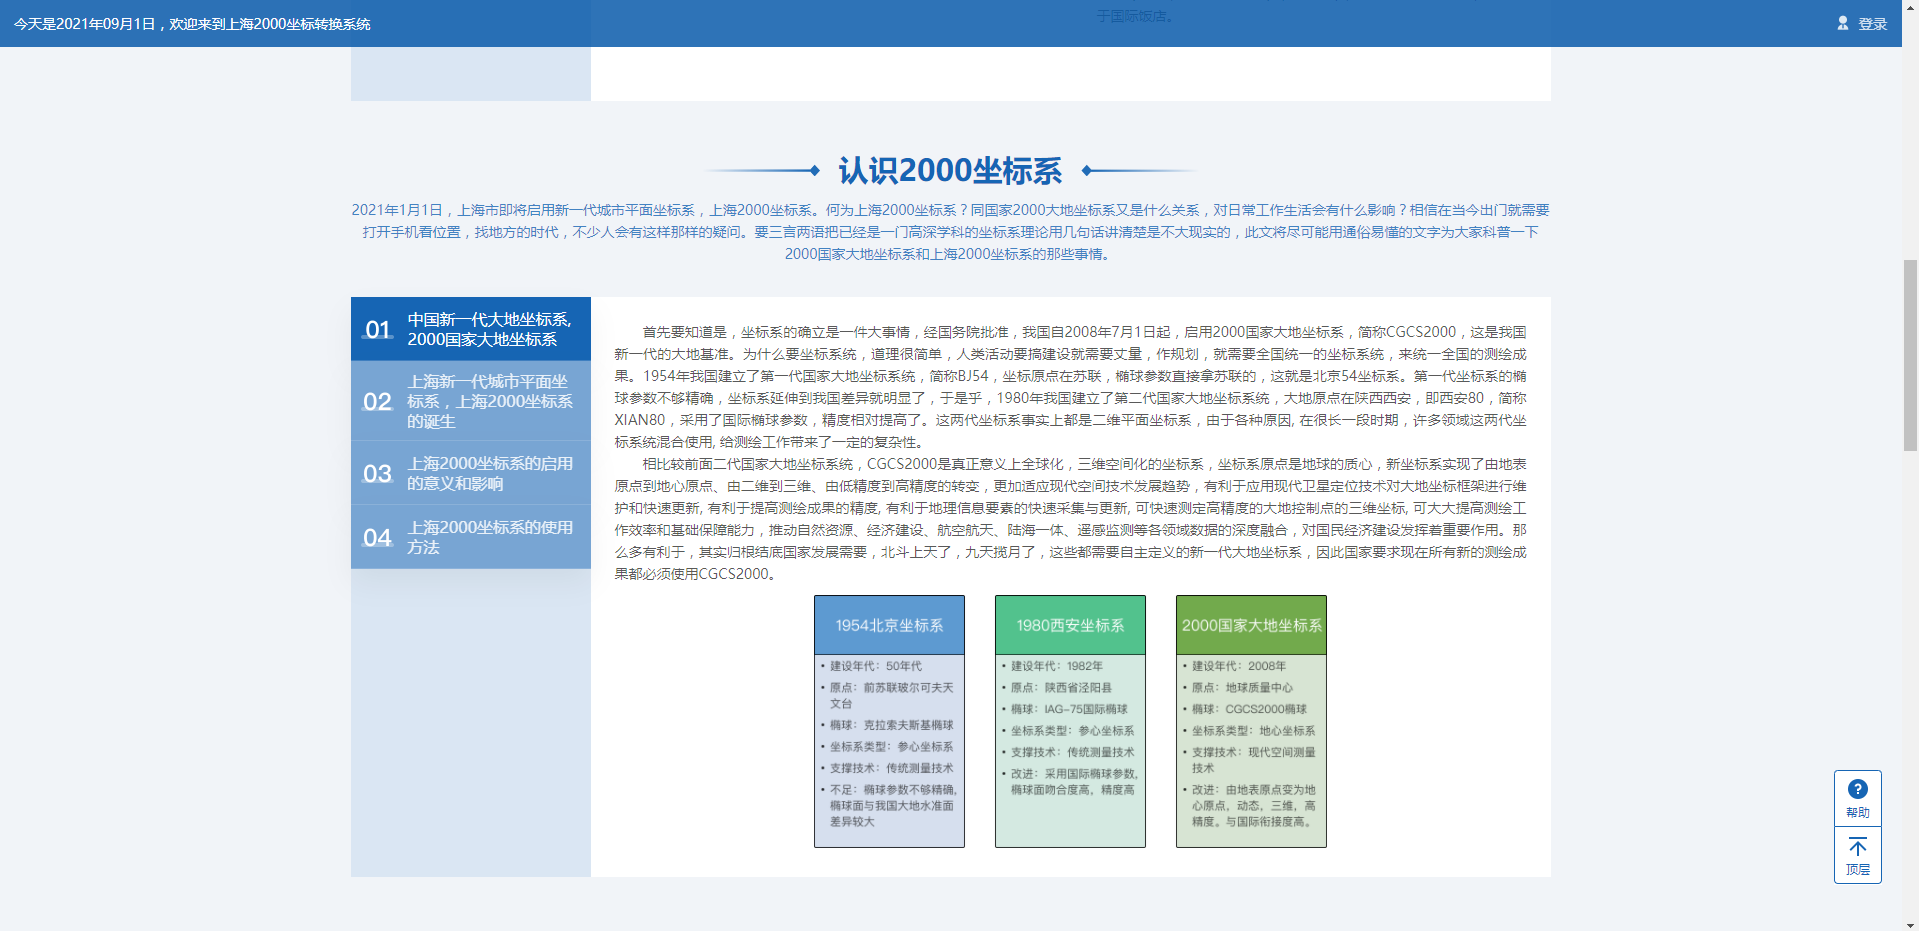 于国际饭店。
今天是2021年09月1日，欢迎来到上海2000坐标转换系统
登录
认识2000坐标系
2021年1月1日，上海市即将启用新一代城市平面坐标系，上海2000坐标系。何为上海2000坐标系？同国家2000大地坐标系又是什么关系，对日常工作生活会有什么影响？相信在当今出门就需要
打开手机看位置，找地方的时代，不少人会有这样那样的疑问。要三言两语把已经是一门高深学科的坐标系理论用几句话讲清楚是不大现实的，此文将尽可能用通俗易懂的文字为大家科普一下
2000国家大地坐标系和上海2000坐标系的那些事情。
01
中国新一代大地坐标系,
2000国家大地坐标系
02
上海新一代城市平面坐
标系，上海2000坐标系
的诞生
03
上海2000坐标系的启用
的意义和影响
04
上海2000坐标系的使用
方法
首先要知道是，坐标系的确立是一件大事情，经国务院批准，我国自2008年7月1日起，启用2000国家大地坐标系，简称CGCS2000，这是我国
新一代的大地基准。为什么要坐标系统，道理很简单，人类活动要搞建设就需要丈量，作规划，就需要全国统一的坐标系统，来统一全国的测绘成
果。1954年我国建立了第一代国家大地坐标系统，简称BJ54，坐标原点在苏联，椭球参数直接拿苏联的，这就是北京54坐标系。第一代坐标系的椭
球参数不够精确，坐标系延伸到我国差异就明显了，于是乎，1980年我国建立了第二代国家大地坐标系统，大地原点在陕西西安，即西安80，简称
XIAN80，采用了国际椭球参数，精度相对提高了。这两代坐标系事实上都是二维平面坐标系，由于各种原因, 在很长一段时期，许多领域这两代坐
标系统混合使用, 给测绘工作带来了一定的复杂性。
相比较前面二代国家大地坐标系统，CGCS2000是真正意义上全球化，三维空间化的坐标系，坐标系原点是地球的质心，新坐标系实现了由地表
原点到地心原点、由二维到三维、由低精度到高精度的转变，更加适应现代空间技术发展趋势，有利于应用现代卫星定位技术对大地坐标框架进行维
护和快速更新, 有利于提高测绘成果的精度, 有利于地理信息要素的快速采集与更新, 可快速测定高精度的大地控制点的三维坐标, 可大大提高测绘工
作效率和基础保障能力，推动自然资源、经济建设、航空航天、陆海一体、遥感监测等各领域数据的深度融合，对国民经济建设发挥着重要作用。那
么多有利于，其实归根结底国家发展需要，北斗上天了，九天揽月了，这些都需要自主定义的新一代大地坐标系，因此国家要求现在所有新的测绘成
果都必须使用CGCS2000。
1954北京坐标系
• 建设年代：50年代
• 原点：前苏联玻尔可夫天
文台
• 椭球：克拉索夫斯基椭球
• 坐标系类型：参心坐标系
• 支撑技术：传统测量技术
• 不足：椭球参数不够精确,
椭球面与我国大地水准面
差异较大
1980西安坐标系
• 建设年代：1982年
• 原点：陕西省泾阳县
• 椭球：IAG-75国际椭球
• 坐标系类型：参心坐标系
• 支撑技术：传统测量技术
• 改进：采用国际椭球参数,
椭球面吻合度高，精度高
2000国家大地坐标系
• 建设年代：2008年
• 原点：地球质量中心
• 椭球：CGCS2000椭球
• 坐标系类型：地心坐标系
• 支撑技术：现代空间测量
技术
• 改进：由地表原点变为地
心原点，动态，三维，高
精度。与国际衔接度高。
帮助
顶层